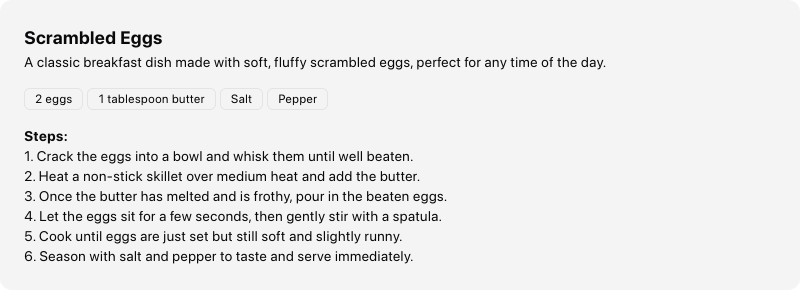 Scrambled Eggs
A classic breakfast dish made with soft, fluffy scrambled eggs, perfect for any time of the day.
2 eggs 1 tablespoon butter Salt Pepper
Steps:
1. Crack the eggs into a bowl and whisk them until well beaten.
2. Heat a non-stick skillet over medium heat and add the butter.
3. Once the butter has melted and is frothy, pour in the beaten eggs.
4. Let the eggs sit for a few seconds, then gently stir with a spatula.
5. Cook until eggs are just set but still soft and slightly runny.
6. Season with salt and pepper to taste and serve immediately.